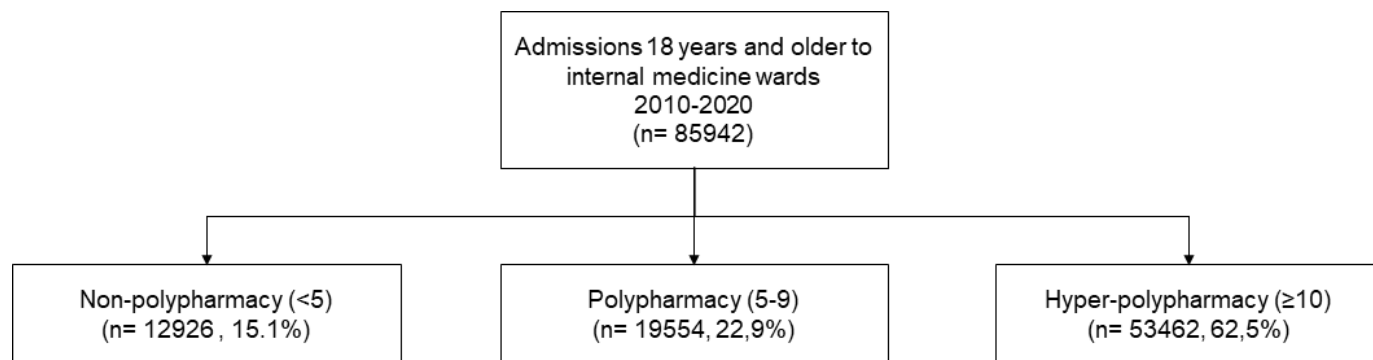 Admissions 18 years and older to
internal medicine wards
2010-2020
(n= 85942)
Non-polypharmacy (<5)
(n= 12926 , 15.1%)
Polypharmacy (5-9)
(n= 19554, 22,9%)
Hyper-polypharmacy (≥10)
(n= 53462, 62,5%)